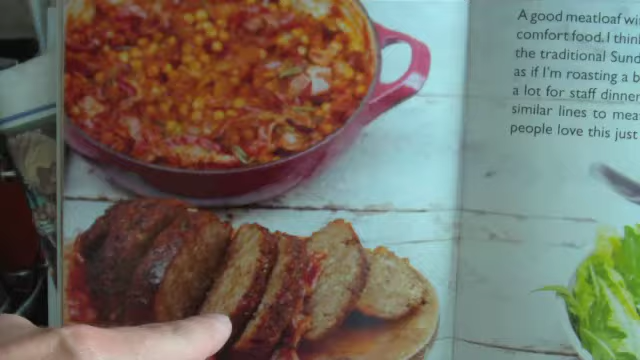 A good meatloaf wi
comfort food. I think
the traditional Sund
as if I'm roasting a b
a lot for staff dinner
similar lines to mea
people love this just